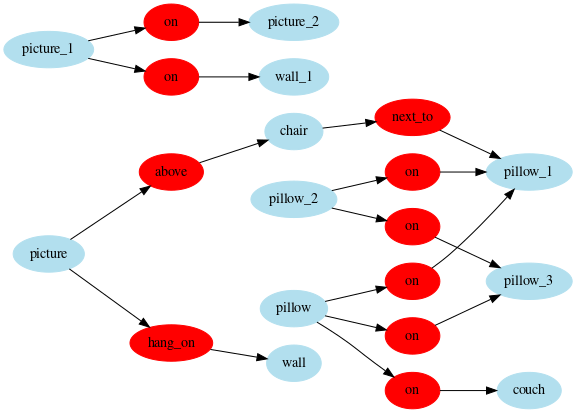 on
picture_2
picture_1
on
wall_1
next_to
chair
above
on
pillow_1
pillow_2
on
picture
on
pillow_3
pillow
on
hang_on
wall
on
couch